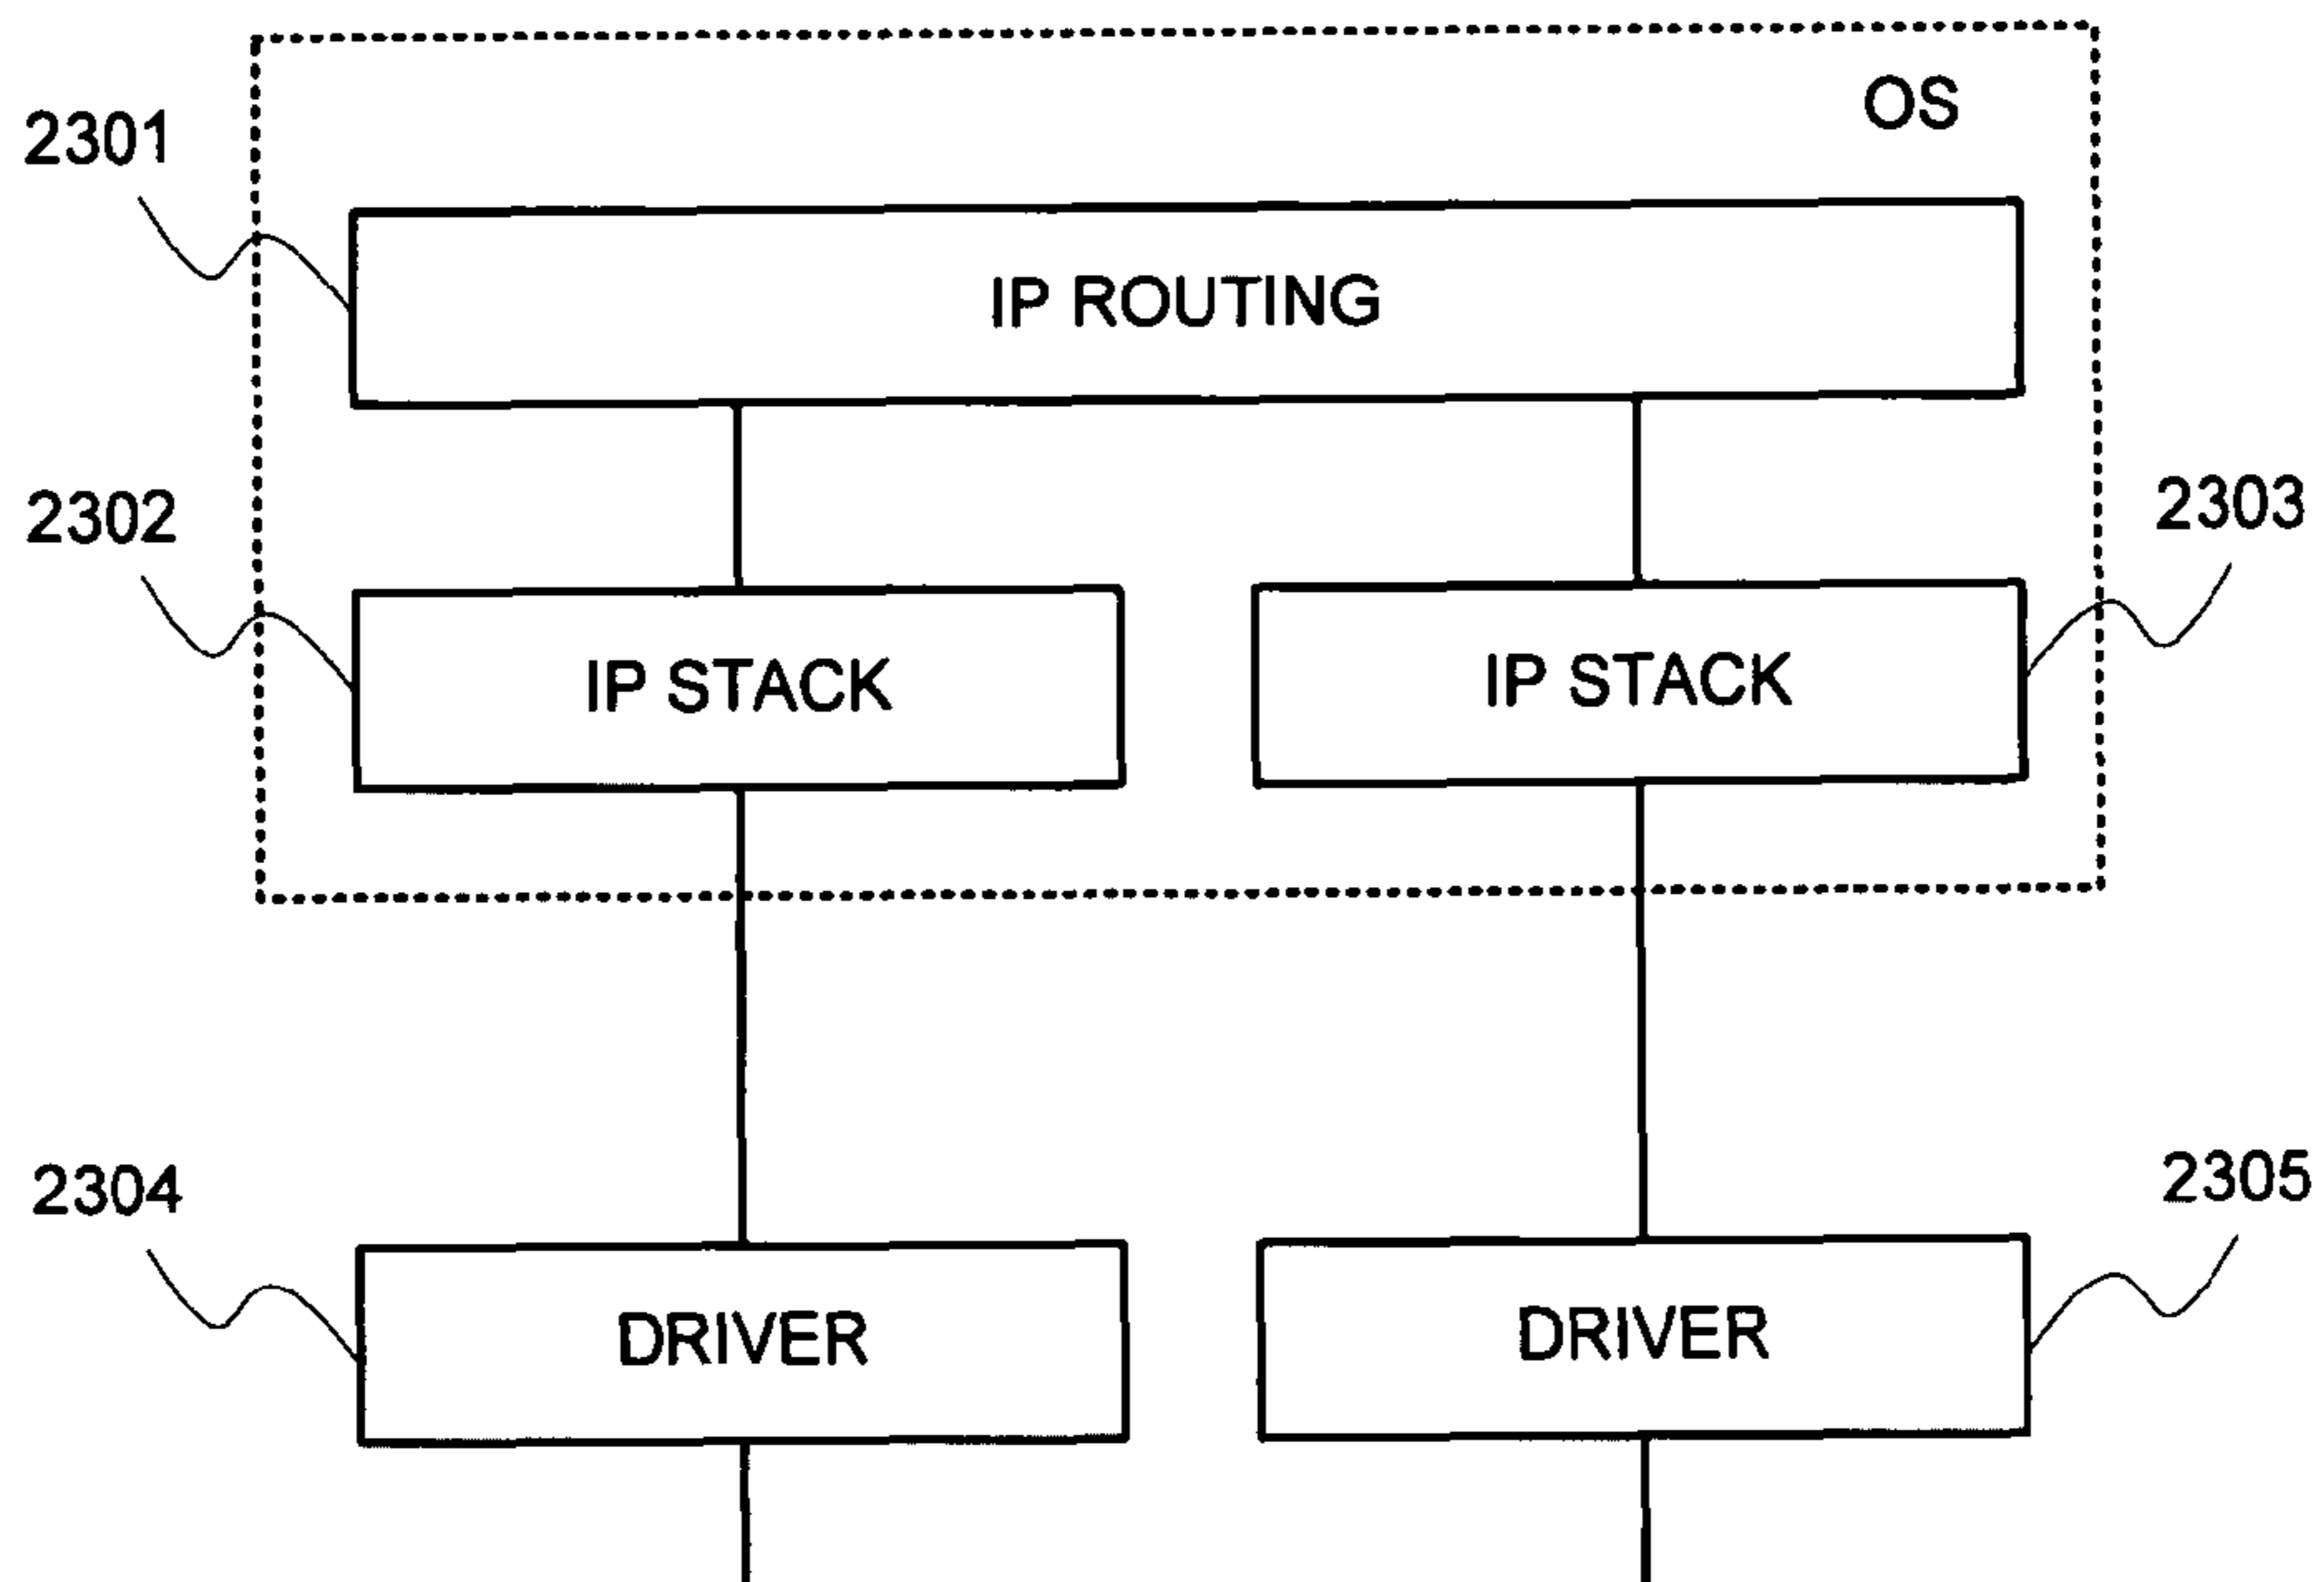 OS
2301
IP ROUTING
2302
2303
IP STACK
IP STACK
2304
2305
DRIVER
DRIVER